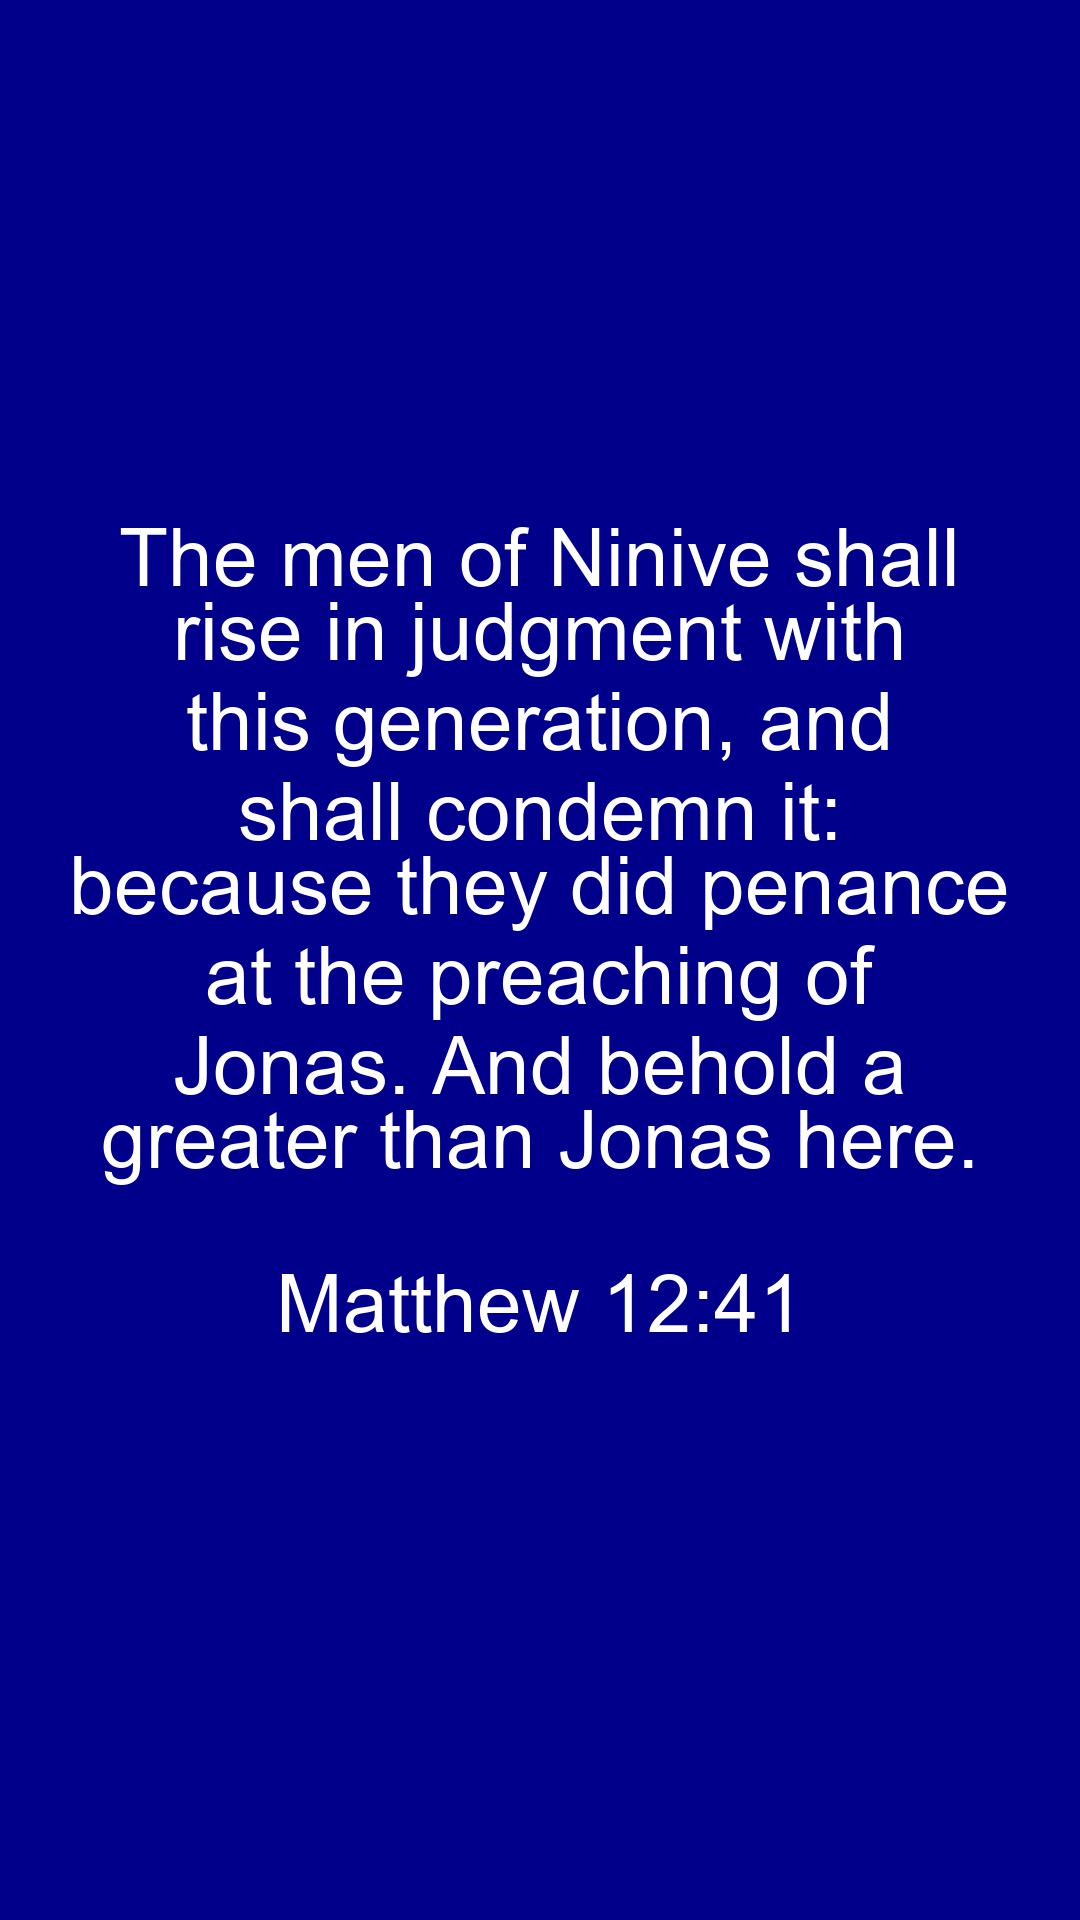 The men of Ninive shall
rise in judgment with
this generation, and
shall condemn it:
because they did penance
at the preaching of
Jonas. And behold a
greater than Jonas here.
Matthew 12:41